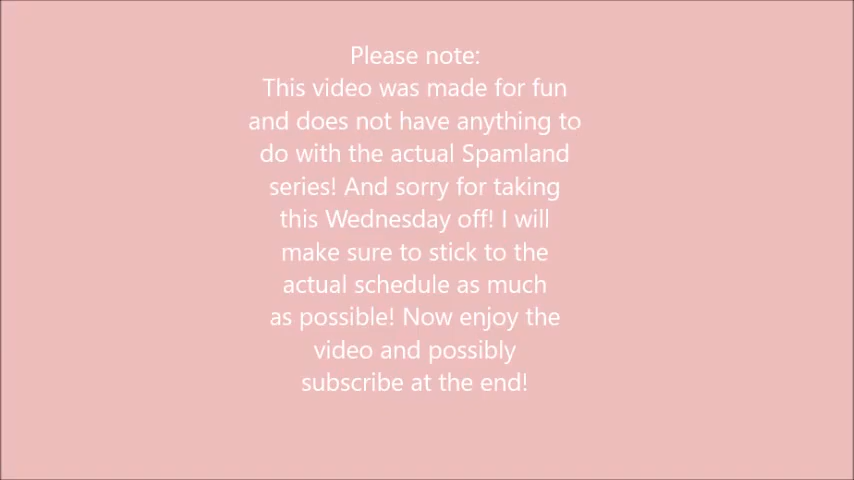 Please note:
This video was made for fun
and does not have anything to
do with the actual Spamland
series! And sorry for taking
this Wednesday off! I will
make sure to stick to the
actual schedule as much
as possible! Now enjoy the
video and possibly
subscribe at the end!